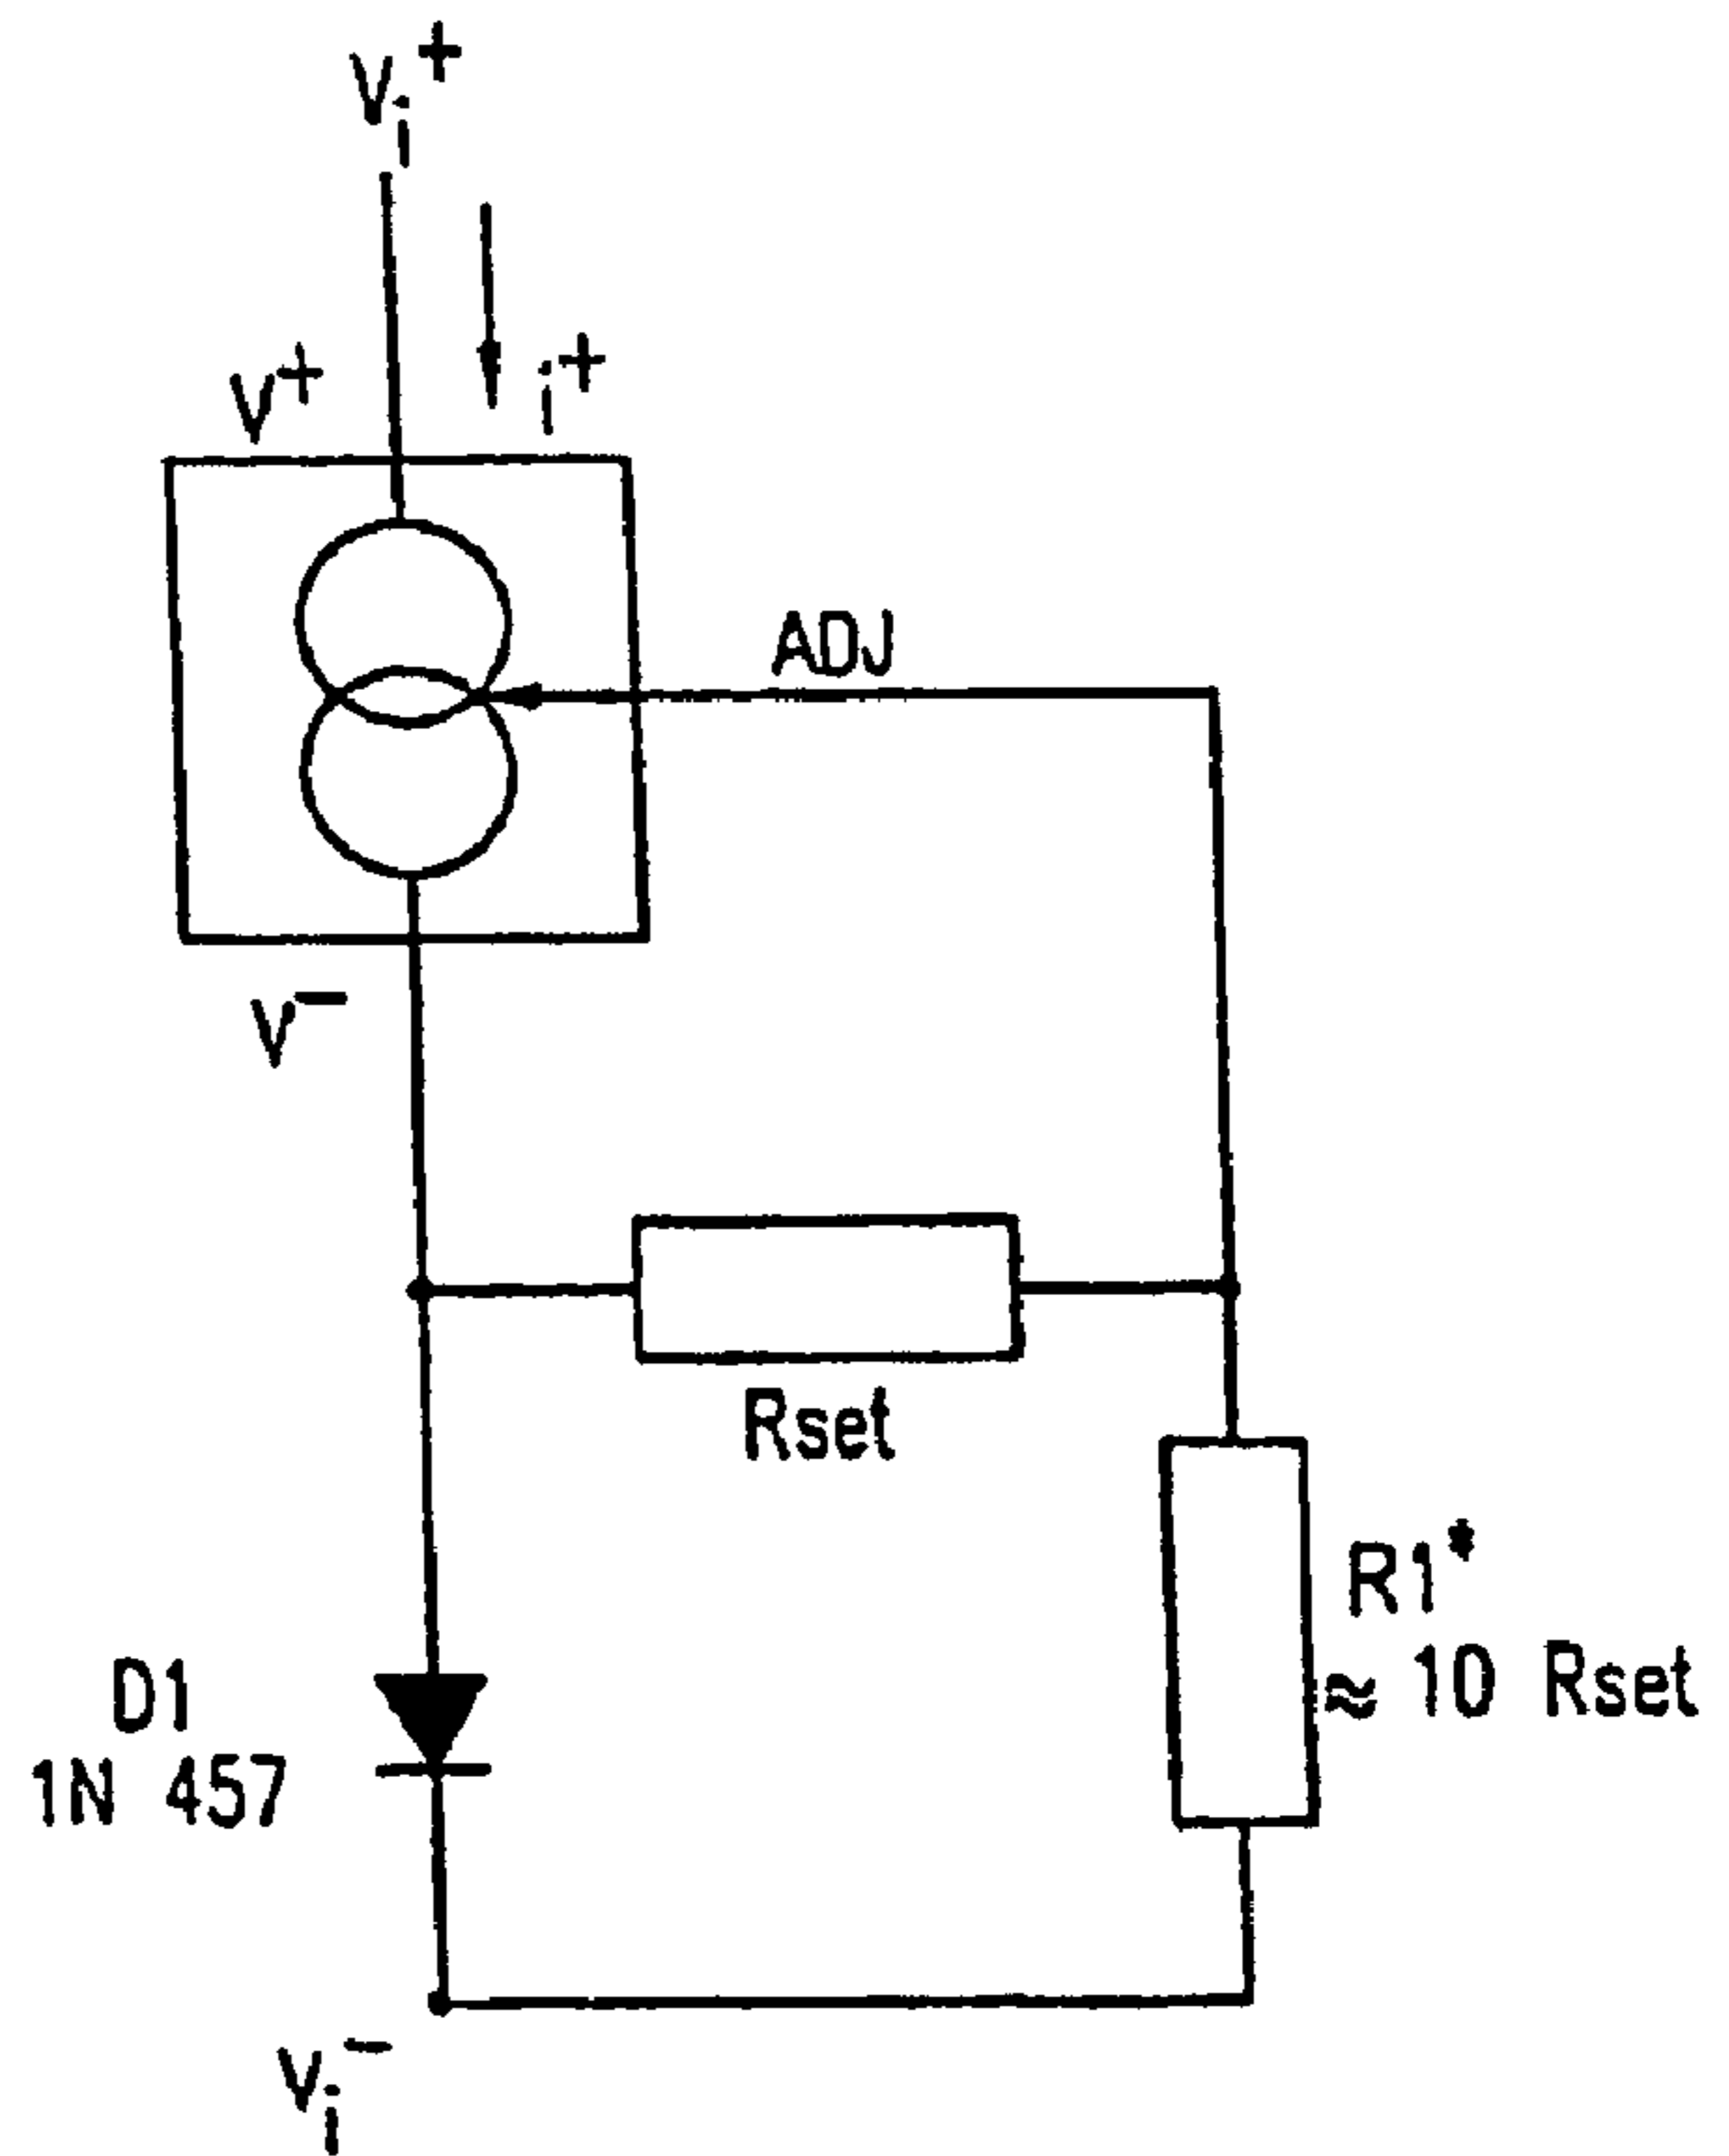 Vi+
V+
i+
ADJ
V−
Rset
R1*
≈ 10 Rset
D1
1N 457
Vi−